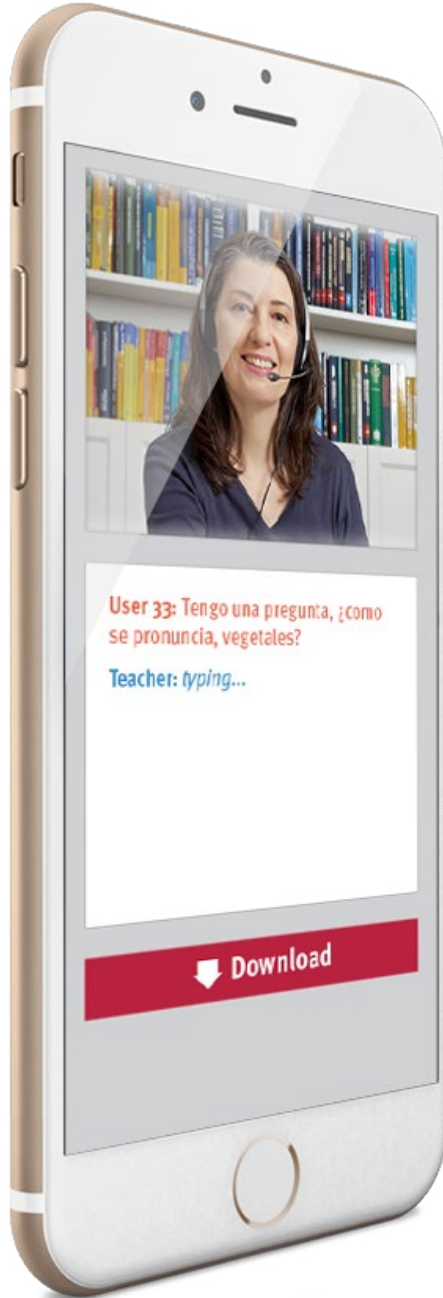 User 33: Tengo una pregunta, ¿como
se pronuncia, vegetales?
Teacher: typing...
Download